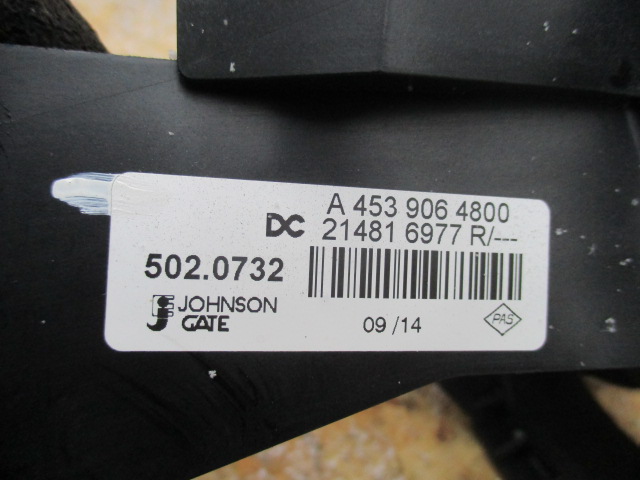 A 453 906 4800
DC 21481 6977 R/---
502.0732
JOHNSON
GATE
09 /14
PAS